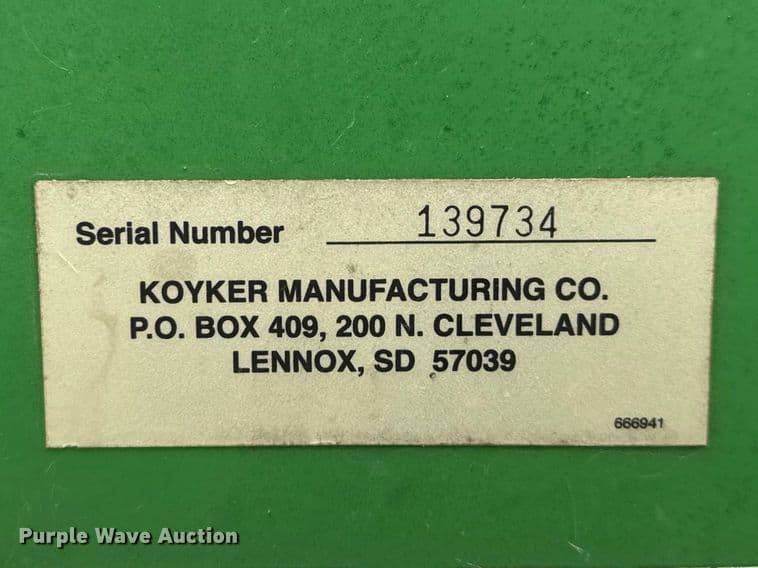 Serial Number 139734
KOYKER MANUFACTURING CO.
P.O. BOX 409, 200 N. CLEVELAND
LENNOX, SD 57039
666941
Purple Wave Auction